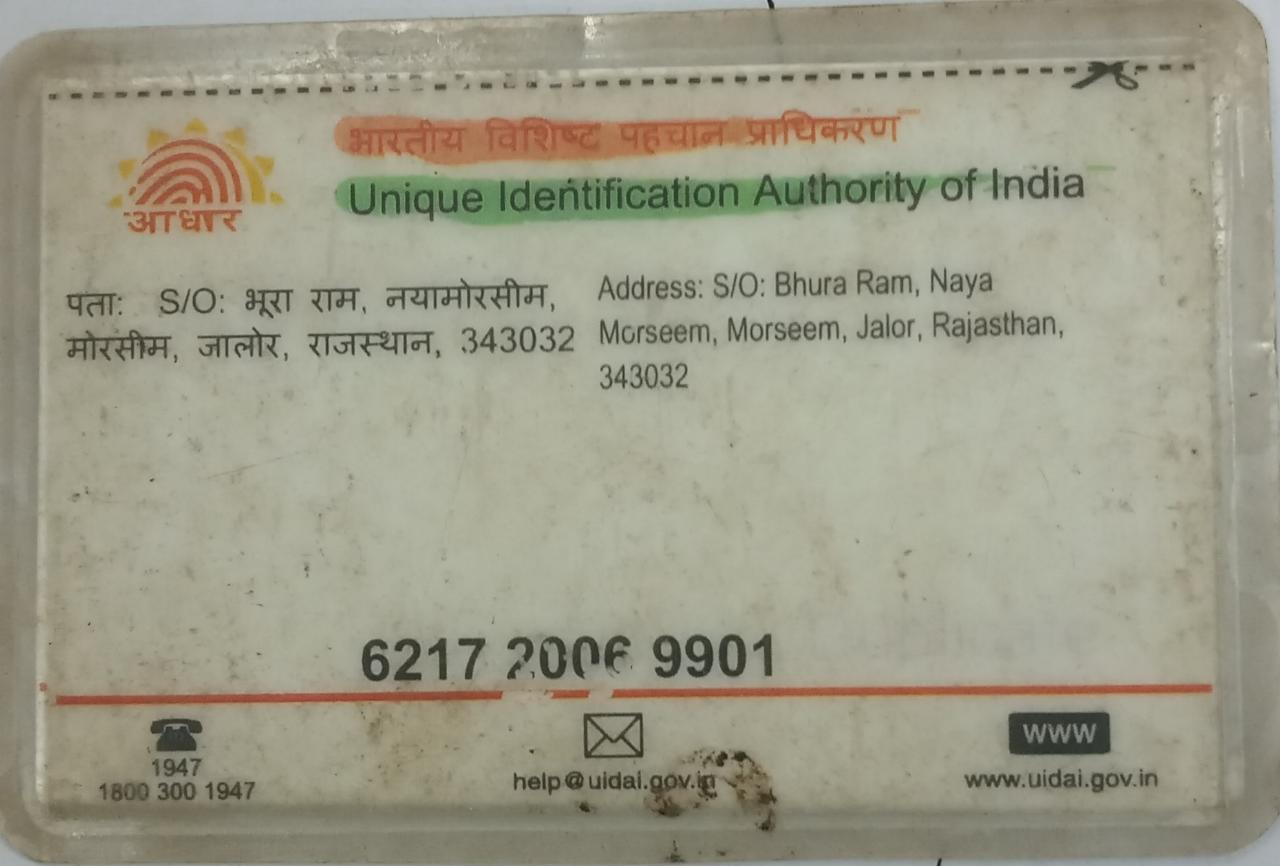 भारतीय विशिष्ट पहचान प्राधिकरण
Unique Identification Authority of India
आधार
पता: S/O: भूरा राम, नयामोरसीम,
मोरसीम, जालोर, राजस्थान, 343032
Address: S/O: Bhura Ram, Naya
Morseem, Morseem, Jalor, Rajasthan,
343032
6217 2006 9901
1947
1800 300 1947
help@uidai.gov.in
www
www.uidai.gov.in